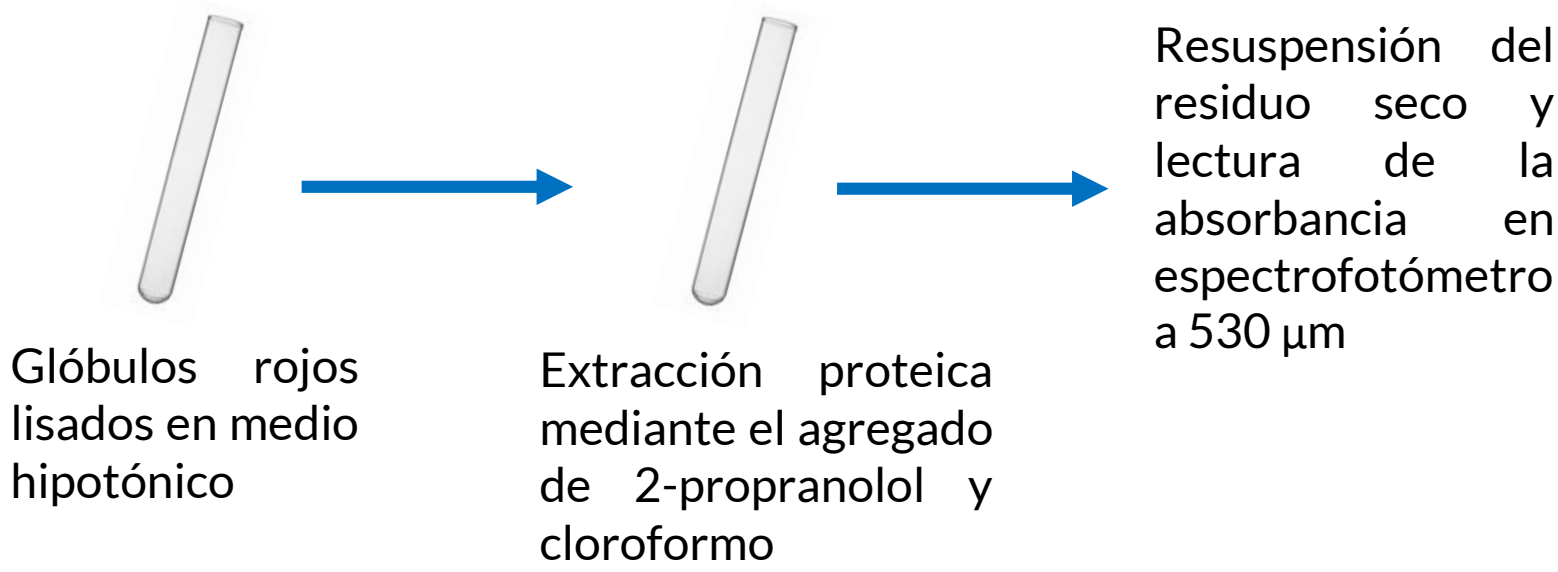 Glóbulos rojos
lisados en medio
hipotónico
Extracción proteica
mediante el agregado
de 2-propranolol y
cloroformo
Resuspensión del
residuo seco y
lectura de la
absorbancia en
espectrofotómetro
a 530 μm